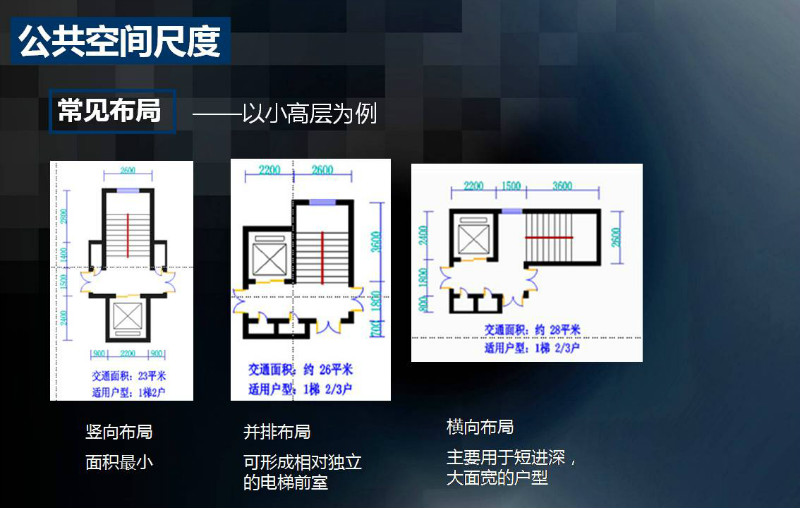 公共空间尺度
常见布局
——以小高层为例
2600
2800
1400
1500
2400
900
2200
900
交通面积：23平米
适用户型：1梯2户
2200
2600
3600
1800
700
交通面积：约 26平米
适用户型：1梯 2/3户
2200
1500
3600
2400
1800
800
2600
交通面积：约 28平米
适用户型：1梯 2/3户
竖向布局
面积最小
并排布局
可形成相对独立
的电梯前室
横向布局
主要用于短进深，
大面宽的户型